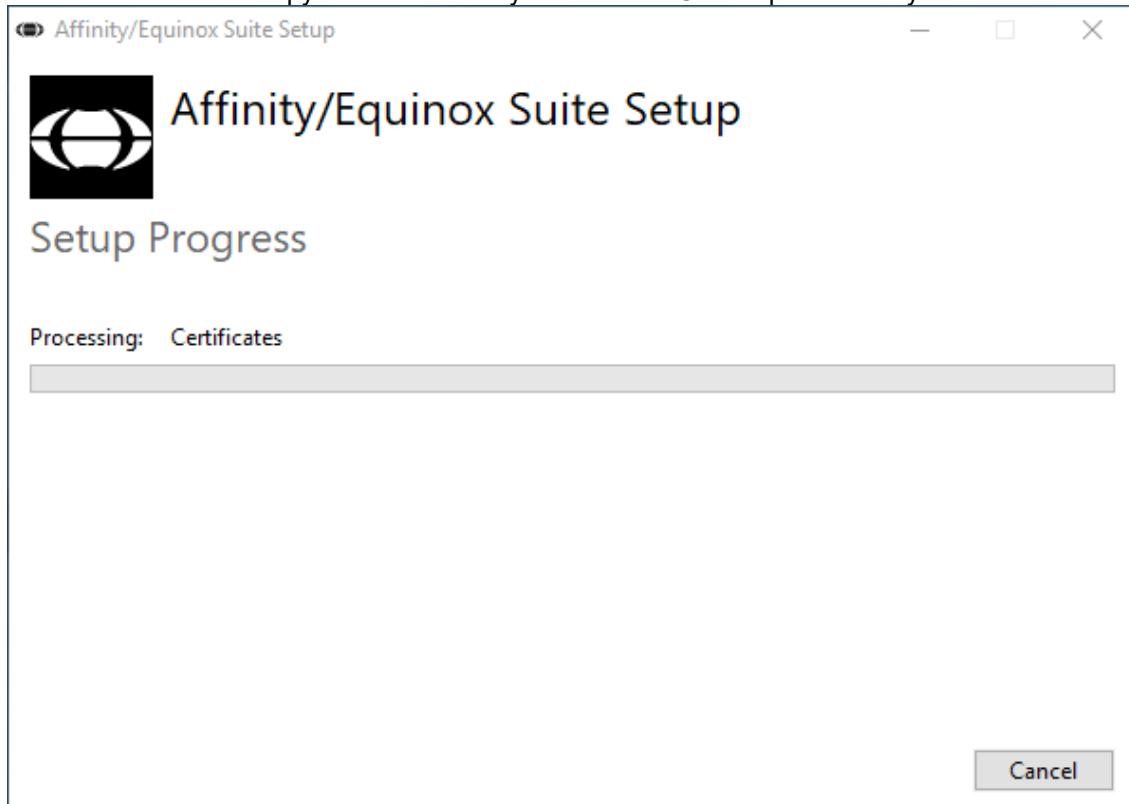 Affinity/Equinox Suite Setup
Affinity/Equinox Suite Setup
Setup Progress
Processing: Certificates
Cancel